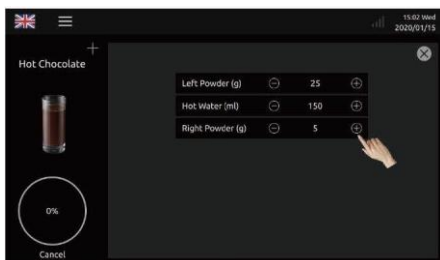 15:02 Wed
2020/01/15
Hot Chocolate
Left Powder (g) 25
Hot Water (ml) 150
Right Powder (g) 5
0%
Cancel